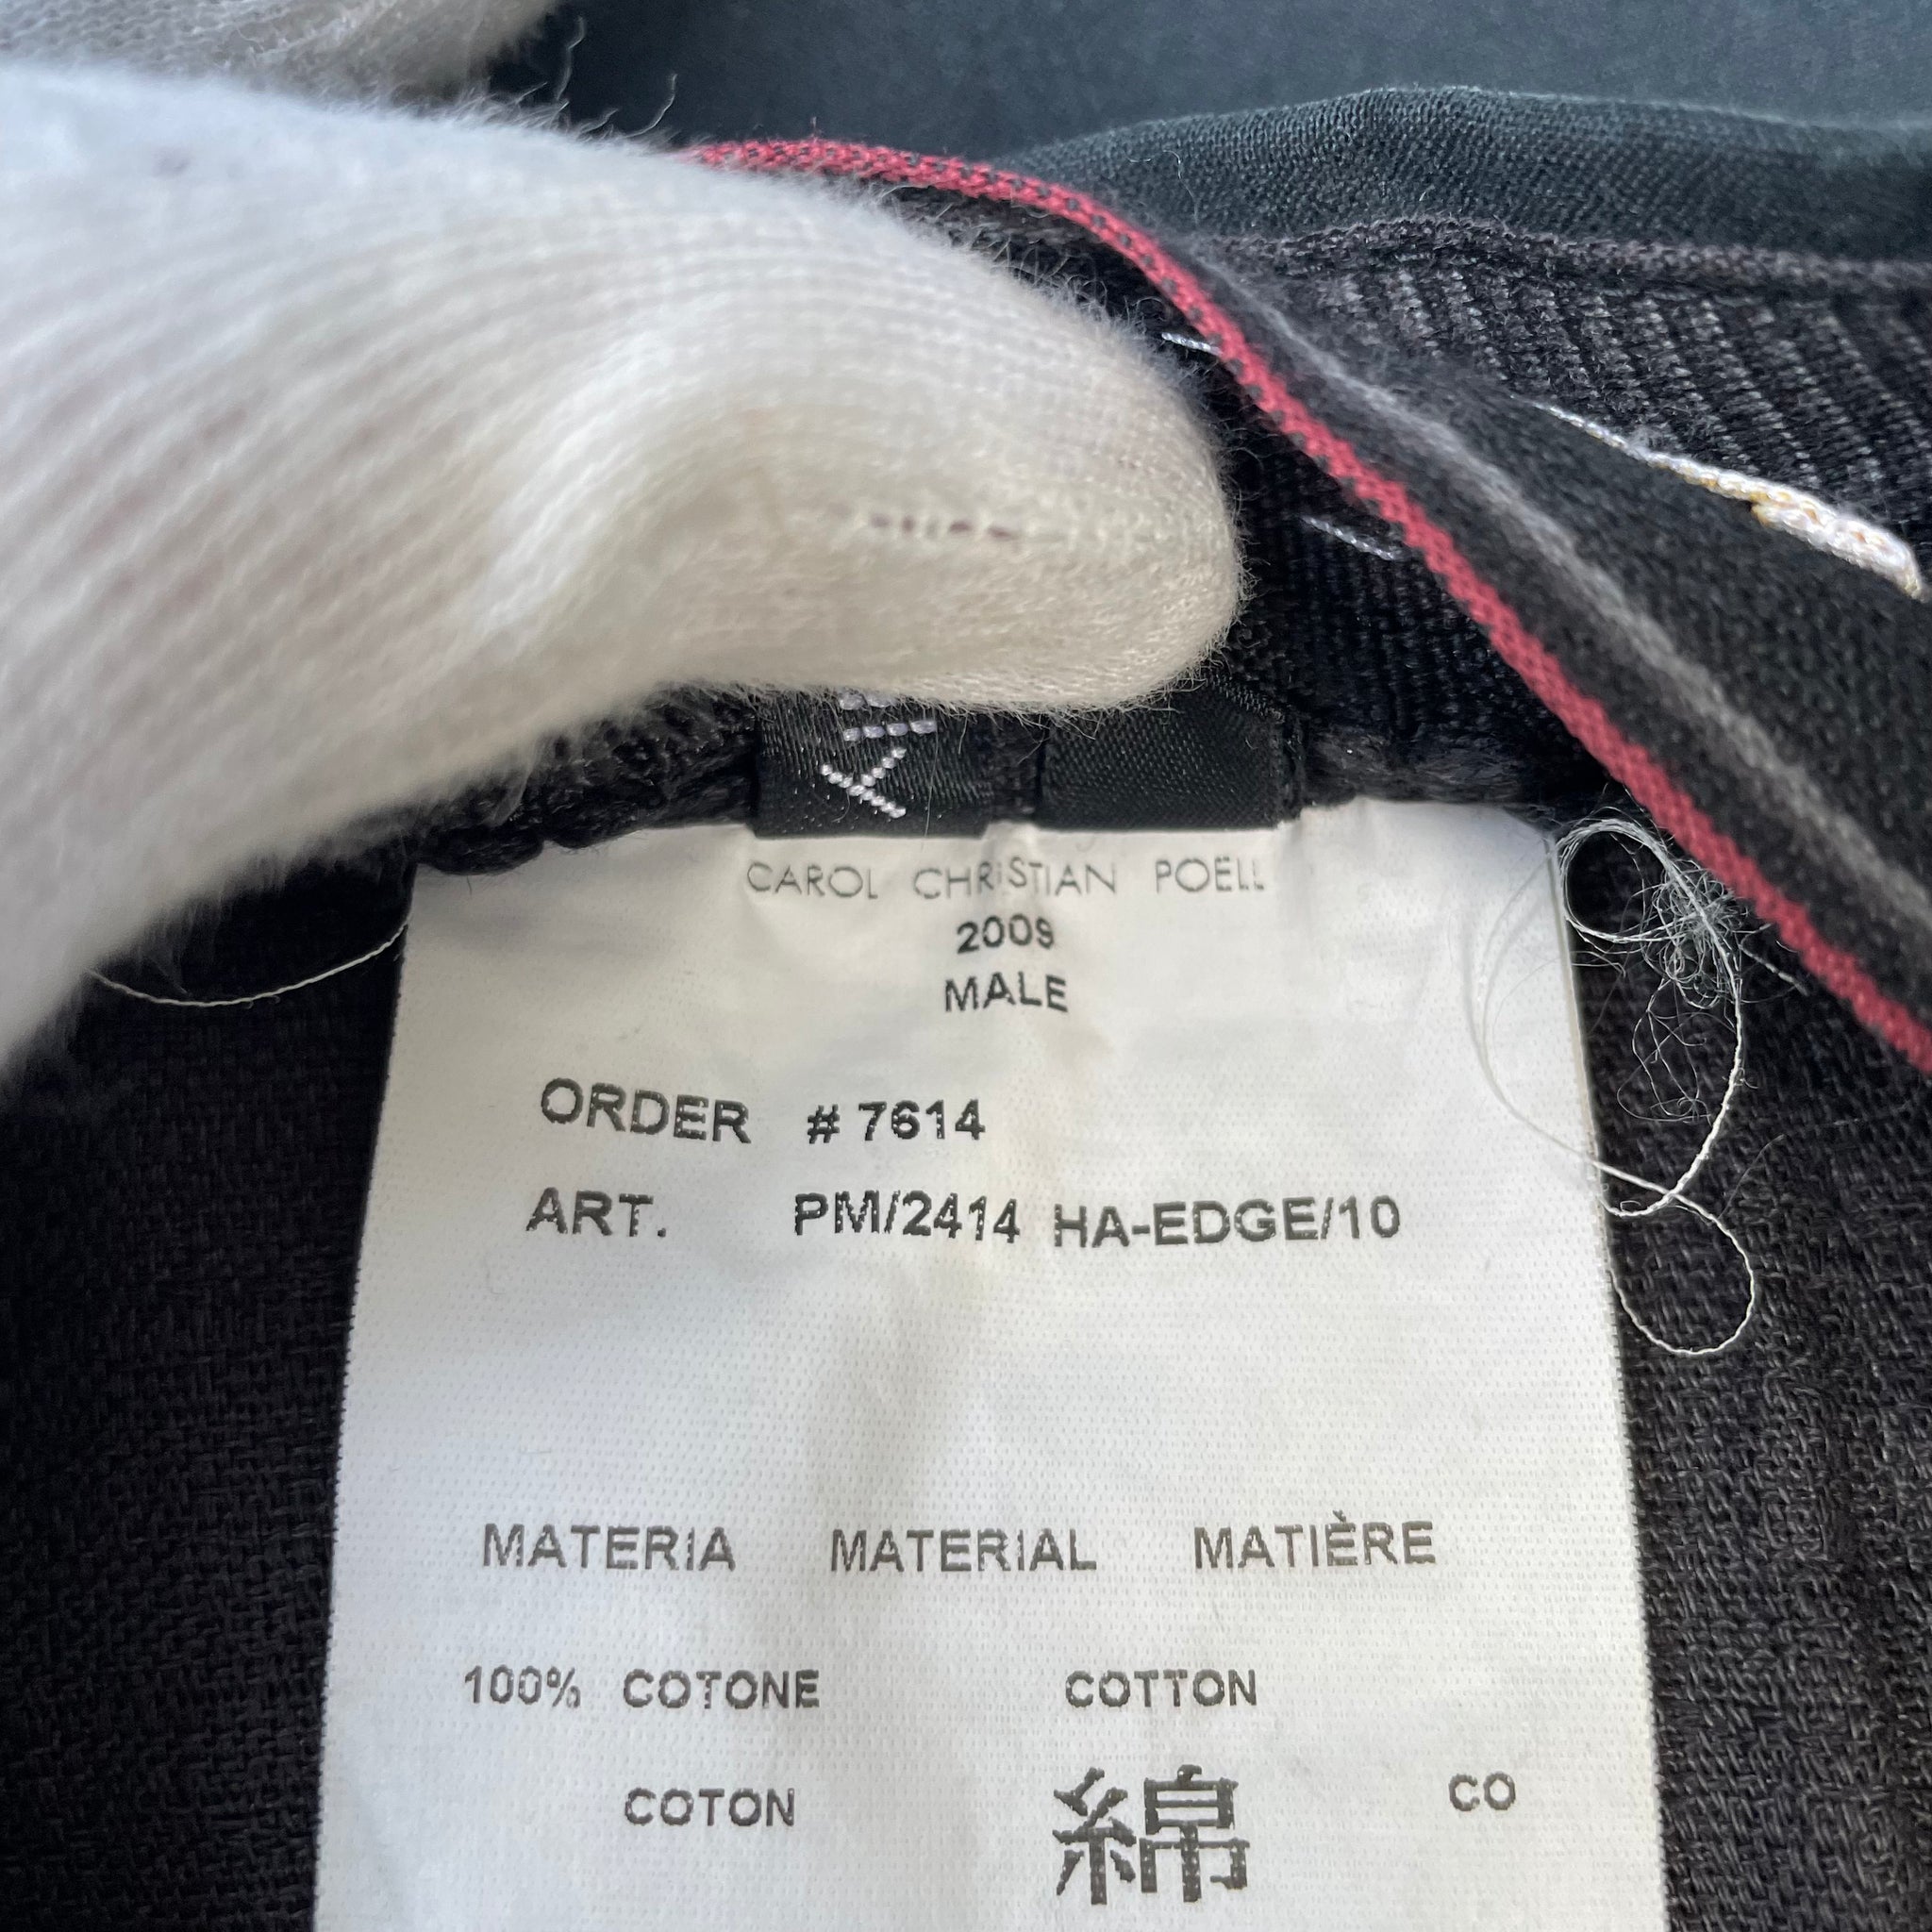 CAROL CHRISTIAN POELL
2009
MALE
ORDER # 7614
ART. PM/2414 HA-EDGE/10
MATERIA MATERIAL MATIÈRE
100% COTONE COTTON
COTON 綿 CO